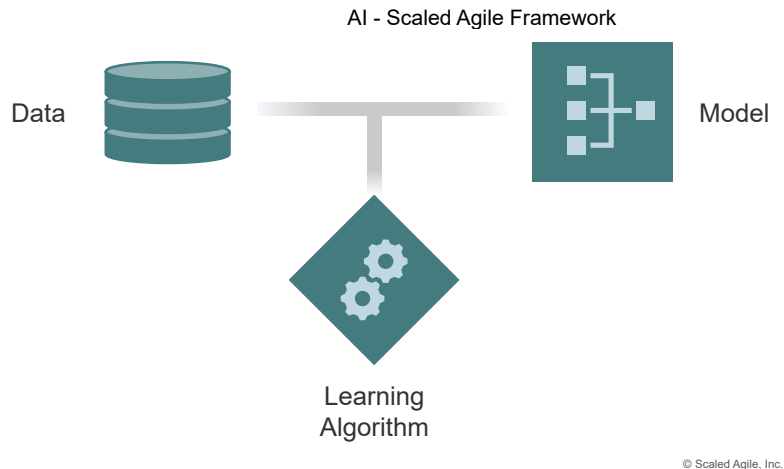 AI - Scaled Agile Framework
Data
Model
Learning
Algorithm
© Scaled Agile, Inc.